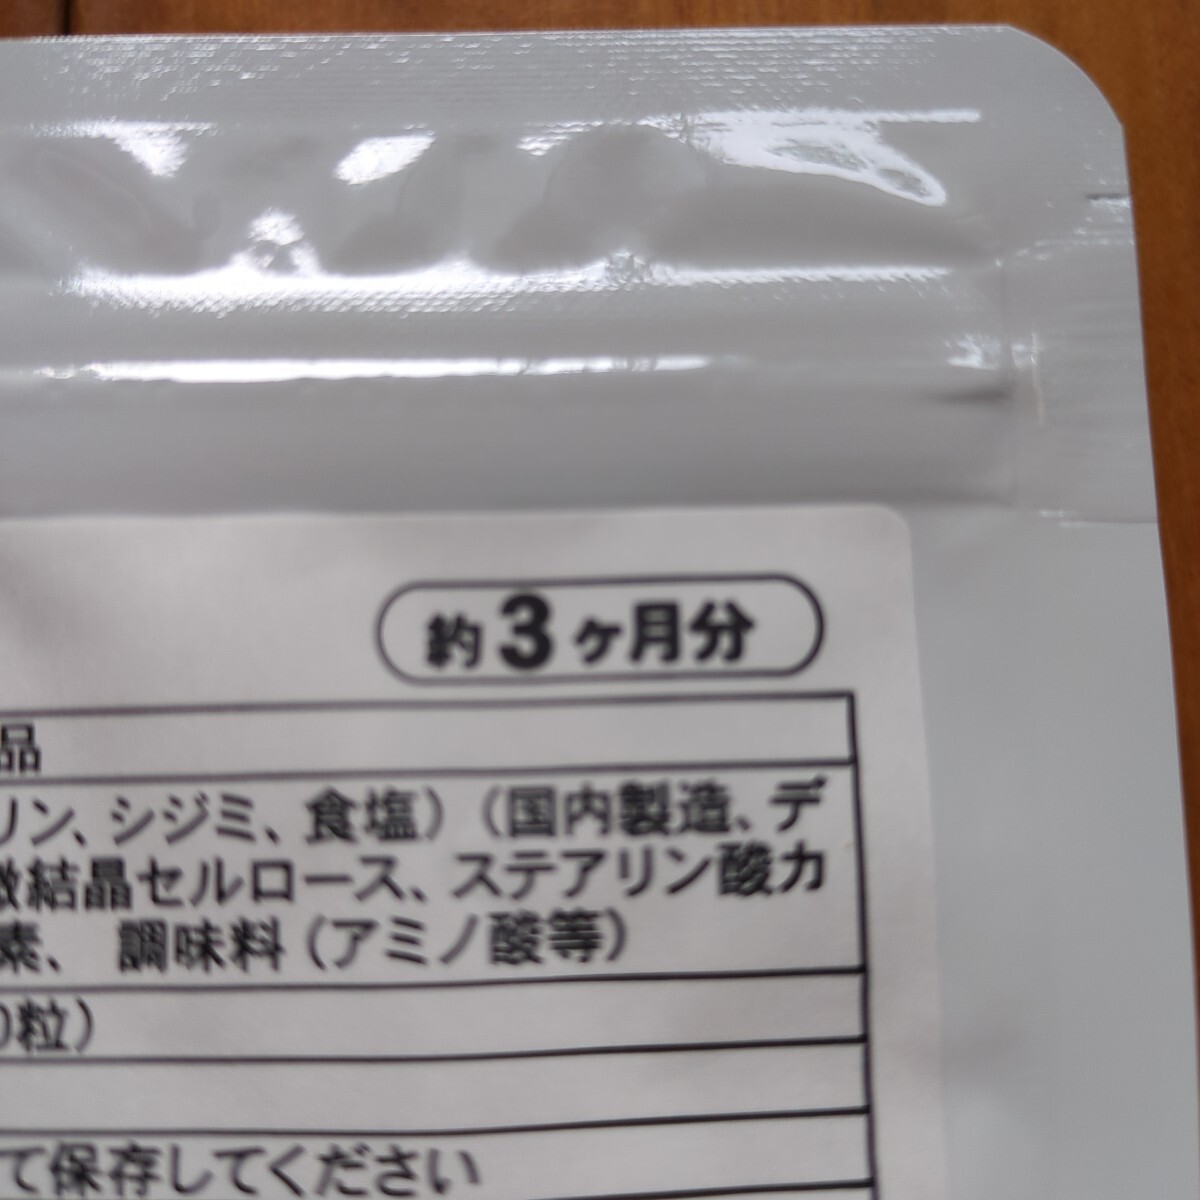 約3ヶ月分
品
リン、シジミ、食塩）（国内製造、デ
微結晶セルロース、ステアリン酸カ
素、調味料（アミノ酸等）
0粒）
て保存してください